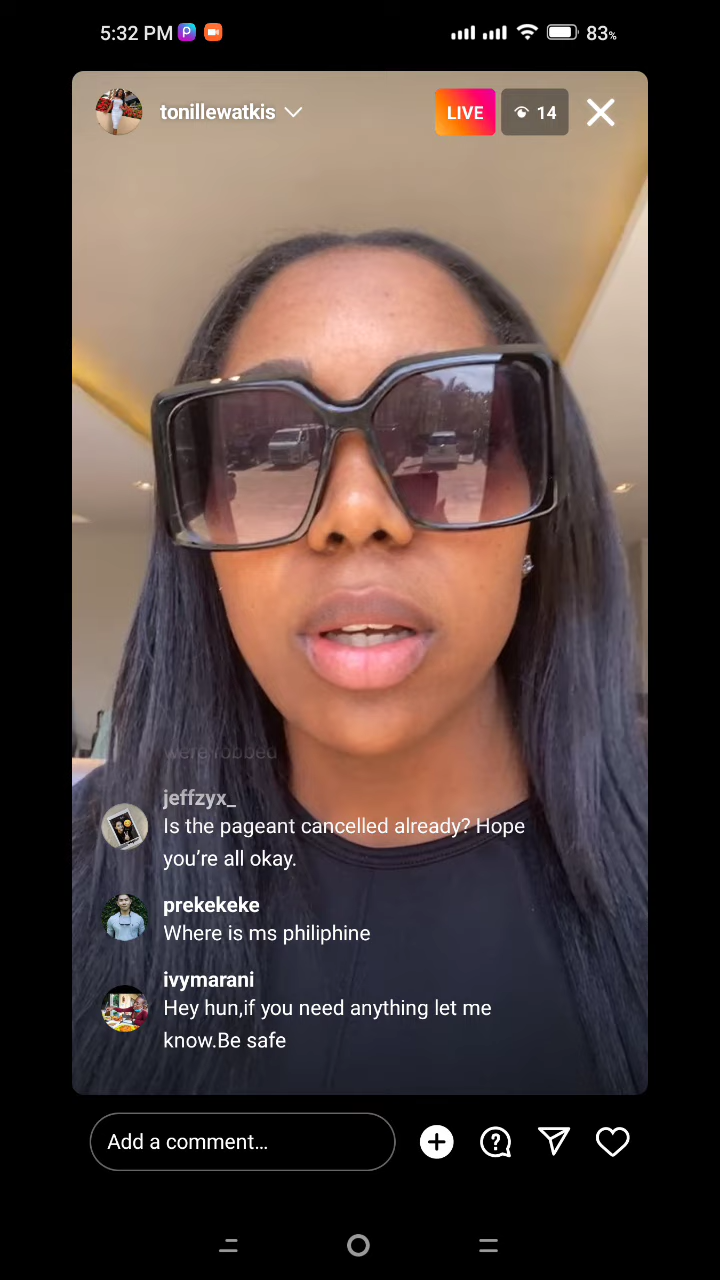 5:32 PM
83%
tonillewatkis
LIVE
14
were robbed
jeffzyx_
Is the pageant cancelled already? Hope
you're all okay.
prekekeke
Where is ms philiphine
ivymarani
Hey hun,if you need anything let me
know.Be safe
Add a comment...